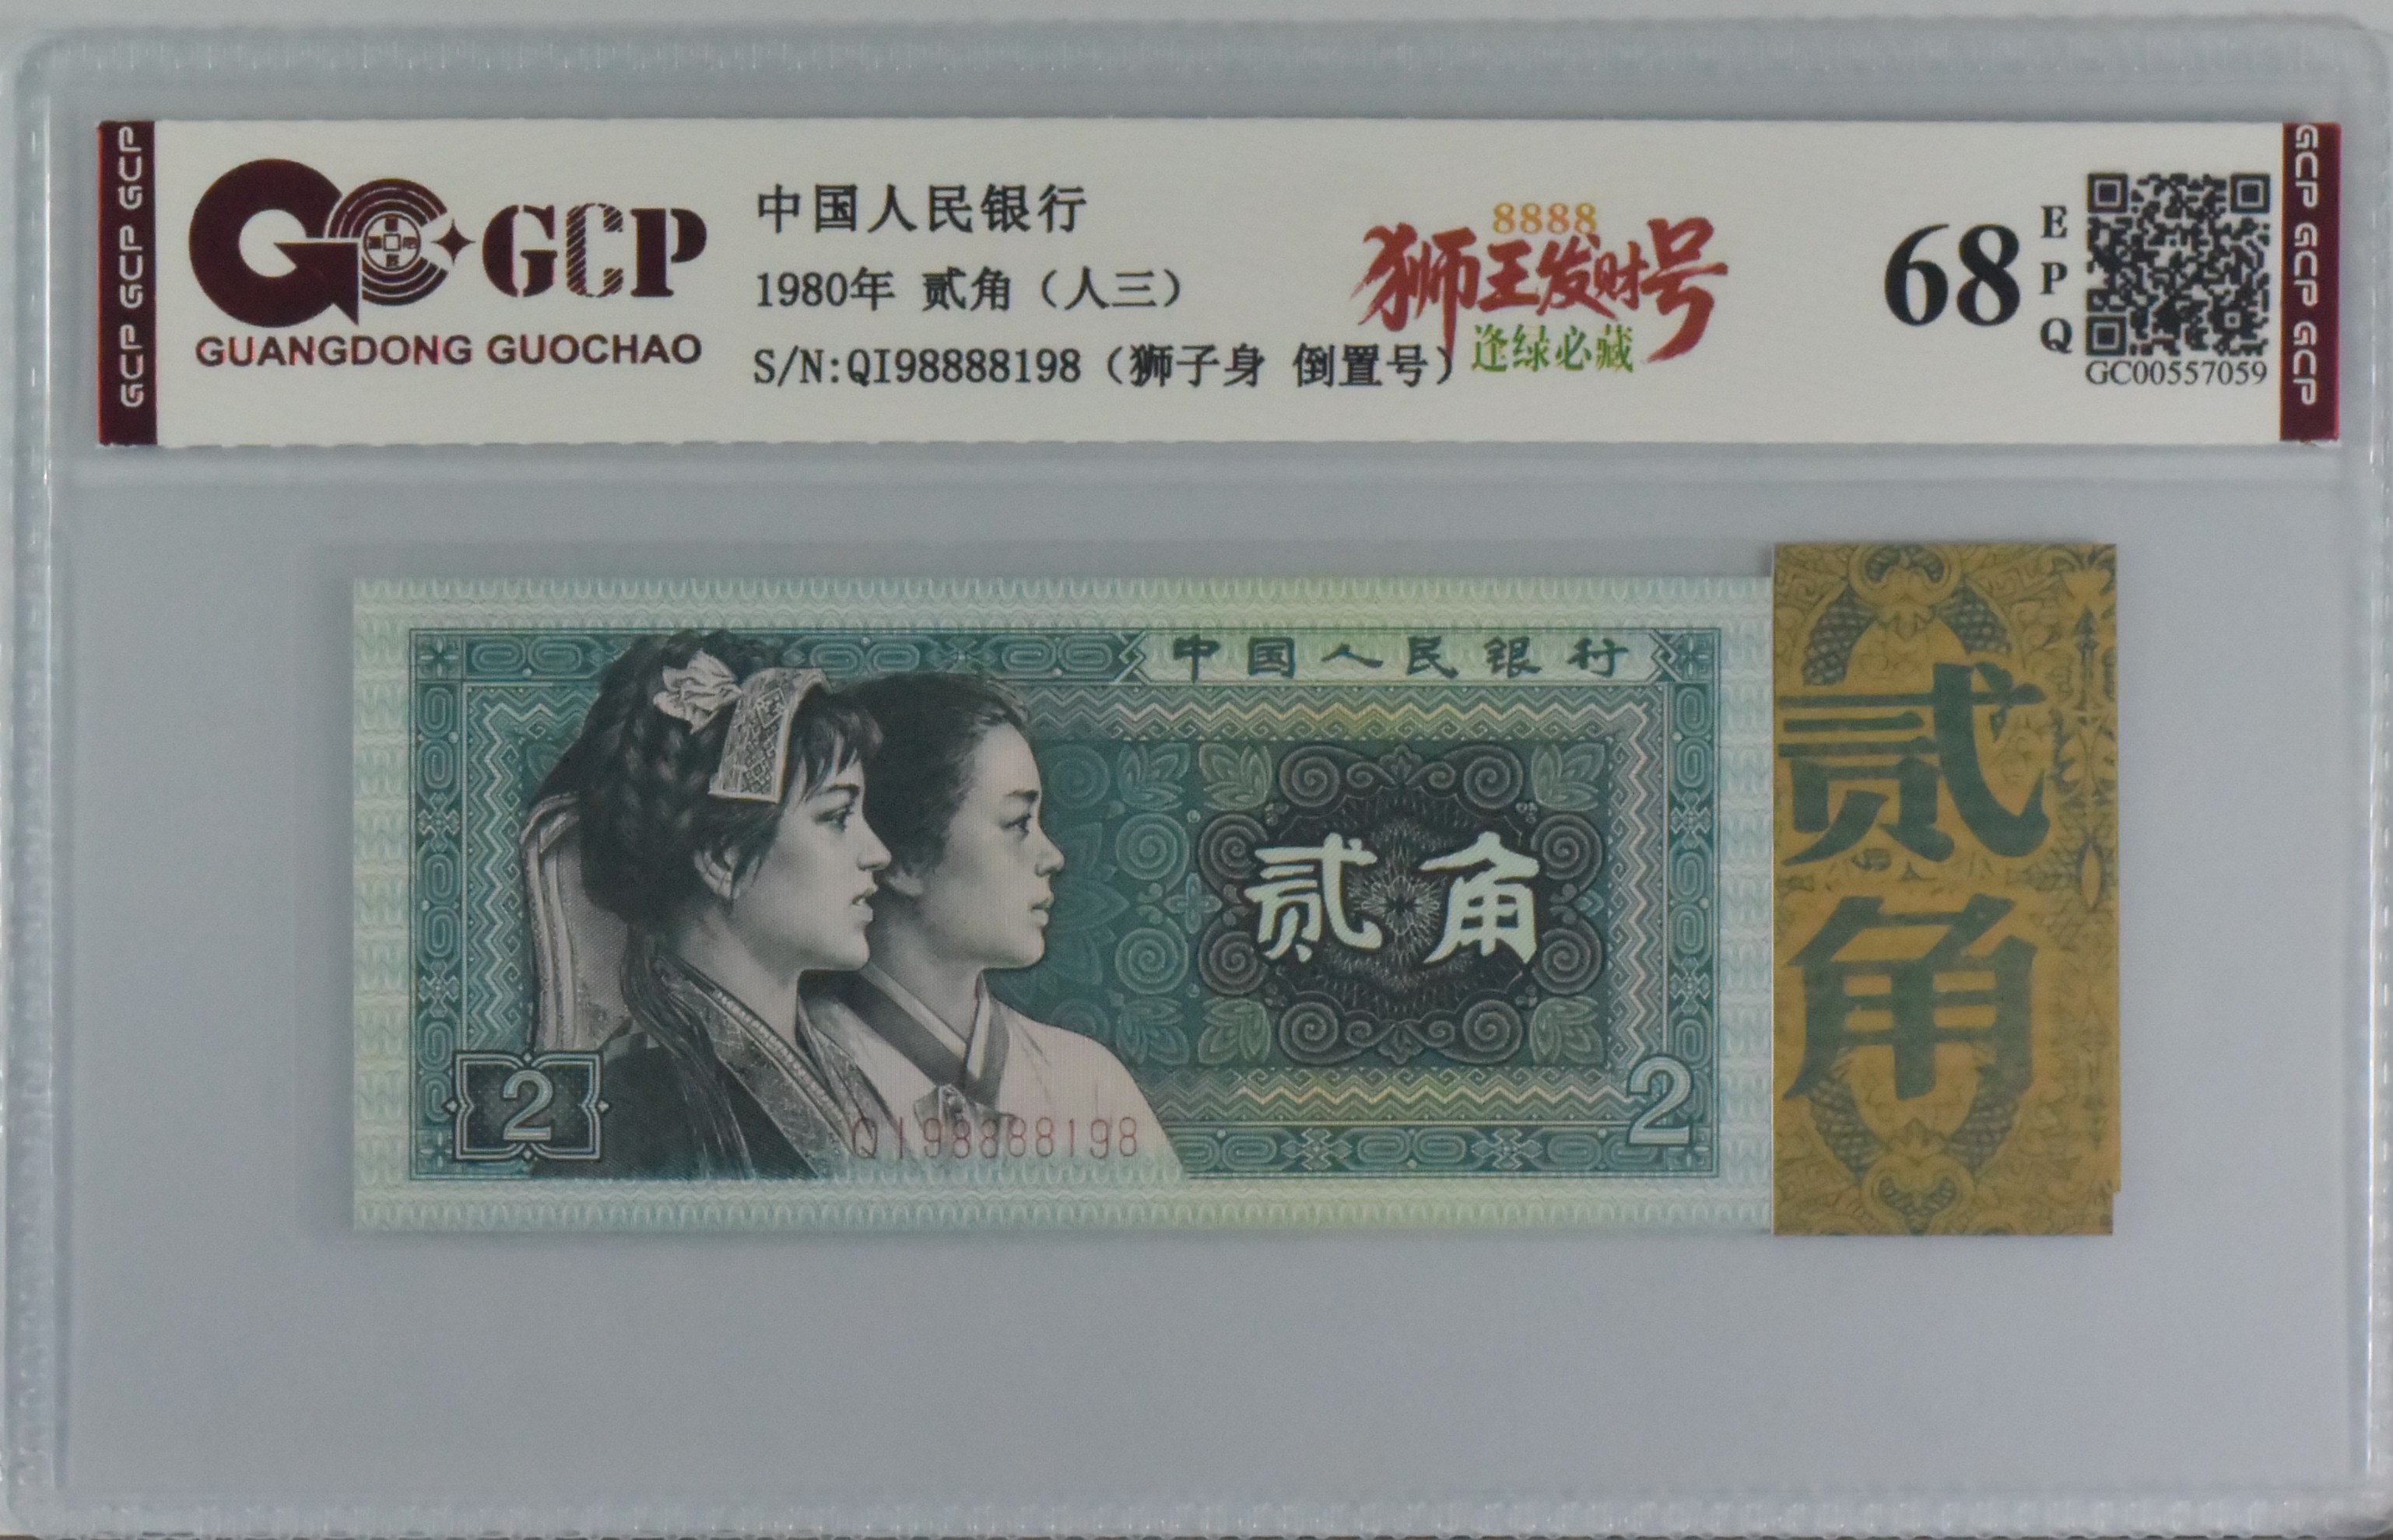 GCP GCP GCP
GCP
GUANGDONG GUOCHAO
中国人民银行
1980年 贰角（人三）
S/N:QI98888198（狮子身 倒置号）
8888
狮王发财号
逢绿必藏
68
EPQ
GC00557059
GCP GCP GCP
中国人民银行
贰角
2
QI98888198
2
贰角